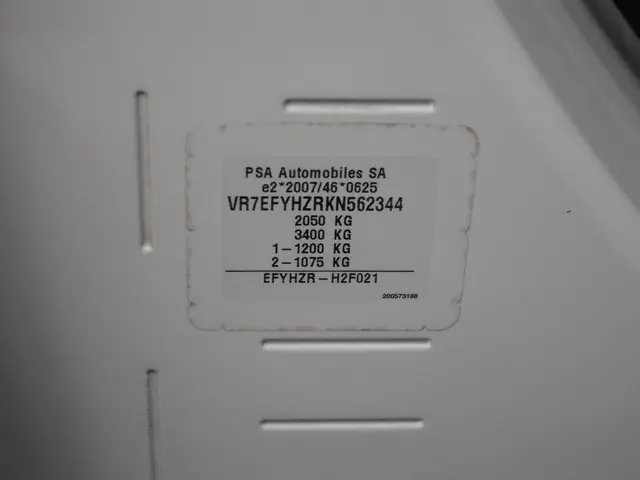 PSA Automobiles SA
e2*2007/46*0625
VR7EFYHZRKN562344
2050 KG
3400 KG
1-1200 KG
2-1075 KG
EFYHZR-H2F021
200573188